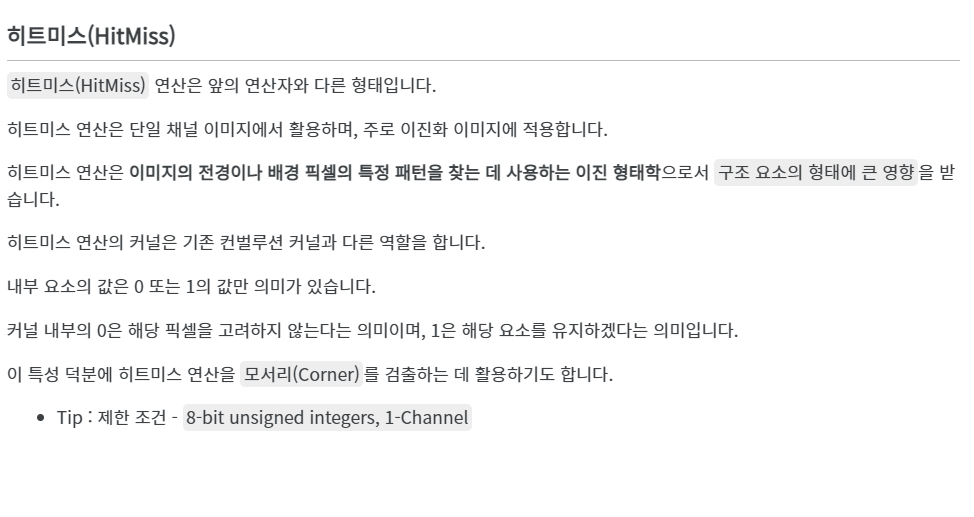 히트미스(HitMiss)
히트미스(HitMiss) 연산은 앞의 연산자와 다른 형태입니다.
히트미스 연산은 단일 채널 이미지에서 활용하며, 주로 이진화 이미지에 적용합니다.
히트미스 연산은 이미지의 전경이나 배경 픽셀의 특정 패턴을 찾는 데 사용하는 이진 형태학으로서 구조 요소의 형태에 큰 영향을 받
습니다.
히트미스 연산의 커널은 기존 컨벌루션 커널과 다른 역할을 합니다.
내부 요소의 값은 0 또는 1의 값만 의미가 있습니다.
커널 내부의 0은 해당 픽셀을 고려하지 않는다는 의미이며, 1은 해당 요소를 유지하겠다는 의미입니다.
이 특성 덕분에 히트미스 연산을 모서리(Corner)를 검출하는 데 활용하기도 합니다.
• Tip : 제한 조건 - 8-bit unsigned integers, 1-Channel